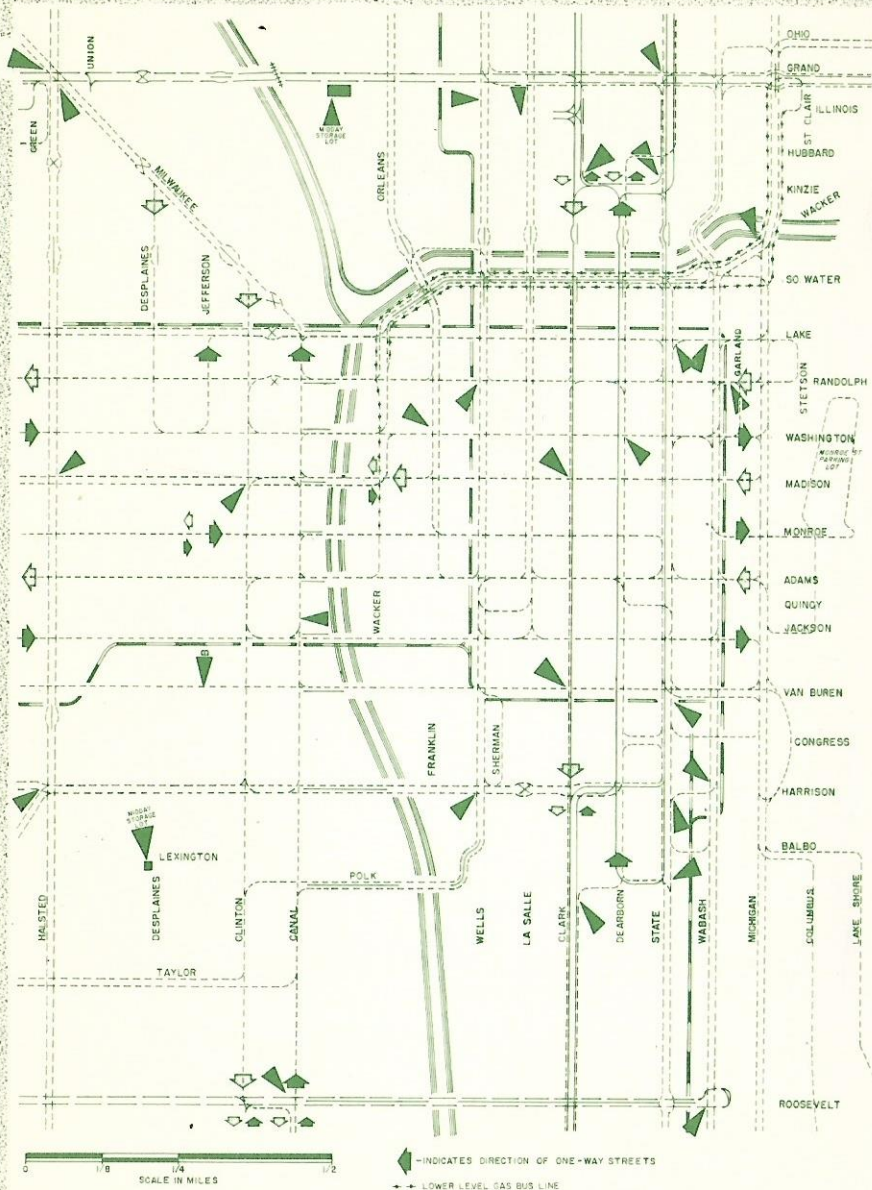 OHIO
UNION
GRAND
ILLINOIS
ST CLAIR
GREEN
MIDDAY
STORAGE
LOT
HUBBARD
MILWAUKEE
ORLEANS
KINZIE
WACKER
DESPLAINES
JEFFERSON
SO. WATER
LAKE
GARLAND
STETSON
RANDOLPH
WASHINGTON
MONROE ST
PARKING
LOT
MADISON
MONROE
ADAMS
WACKER
QUINCY
JACKSON
B
VAN BUREN
FRANKLIN
SHERMAN
CONGRESS
HARRISON
MIDDAY
STORAGE
LOT
BALBO
LEXINGTON
POLK
HALSTED
DESPLAINES
CLINTON
CANAL
WELLS
LA SALLE
CLARK
DEARBORN
STATE
WABASH
MICHIGAN
COLUMBUS
LAKE SHORE
TAYLOR
ROOSEVELT
0 1/8 1/4 1/2
SCALE IN MILES
-INDICATES DIRECTION OF ONE-WAY STREETS
LOWER LEVEL GAS BUS LINE